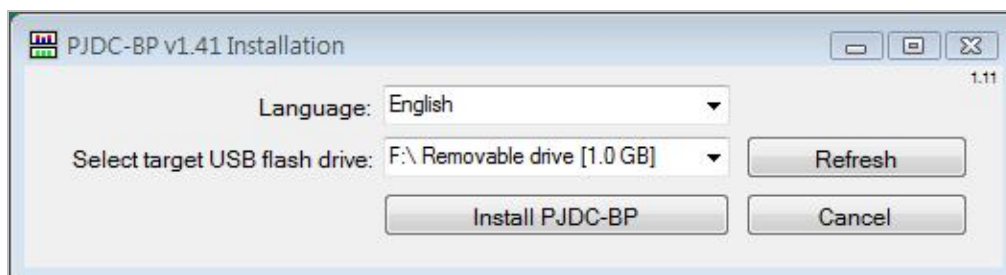 PJDC-BP v1.41 Installation
1.11
Language: English
Select target USB flash drive: F:\ Removable drive [1.0 GB] Refresh
Install PJDC-BP Cancel